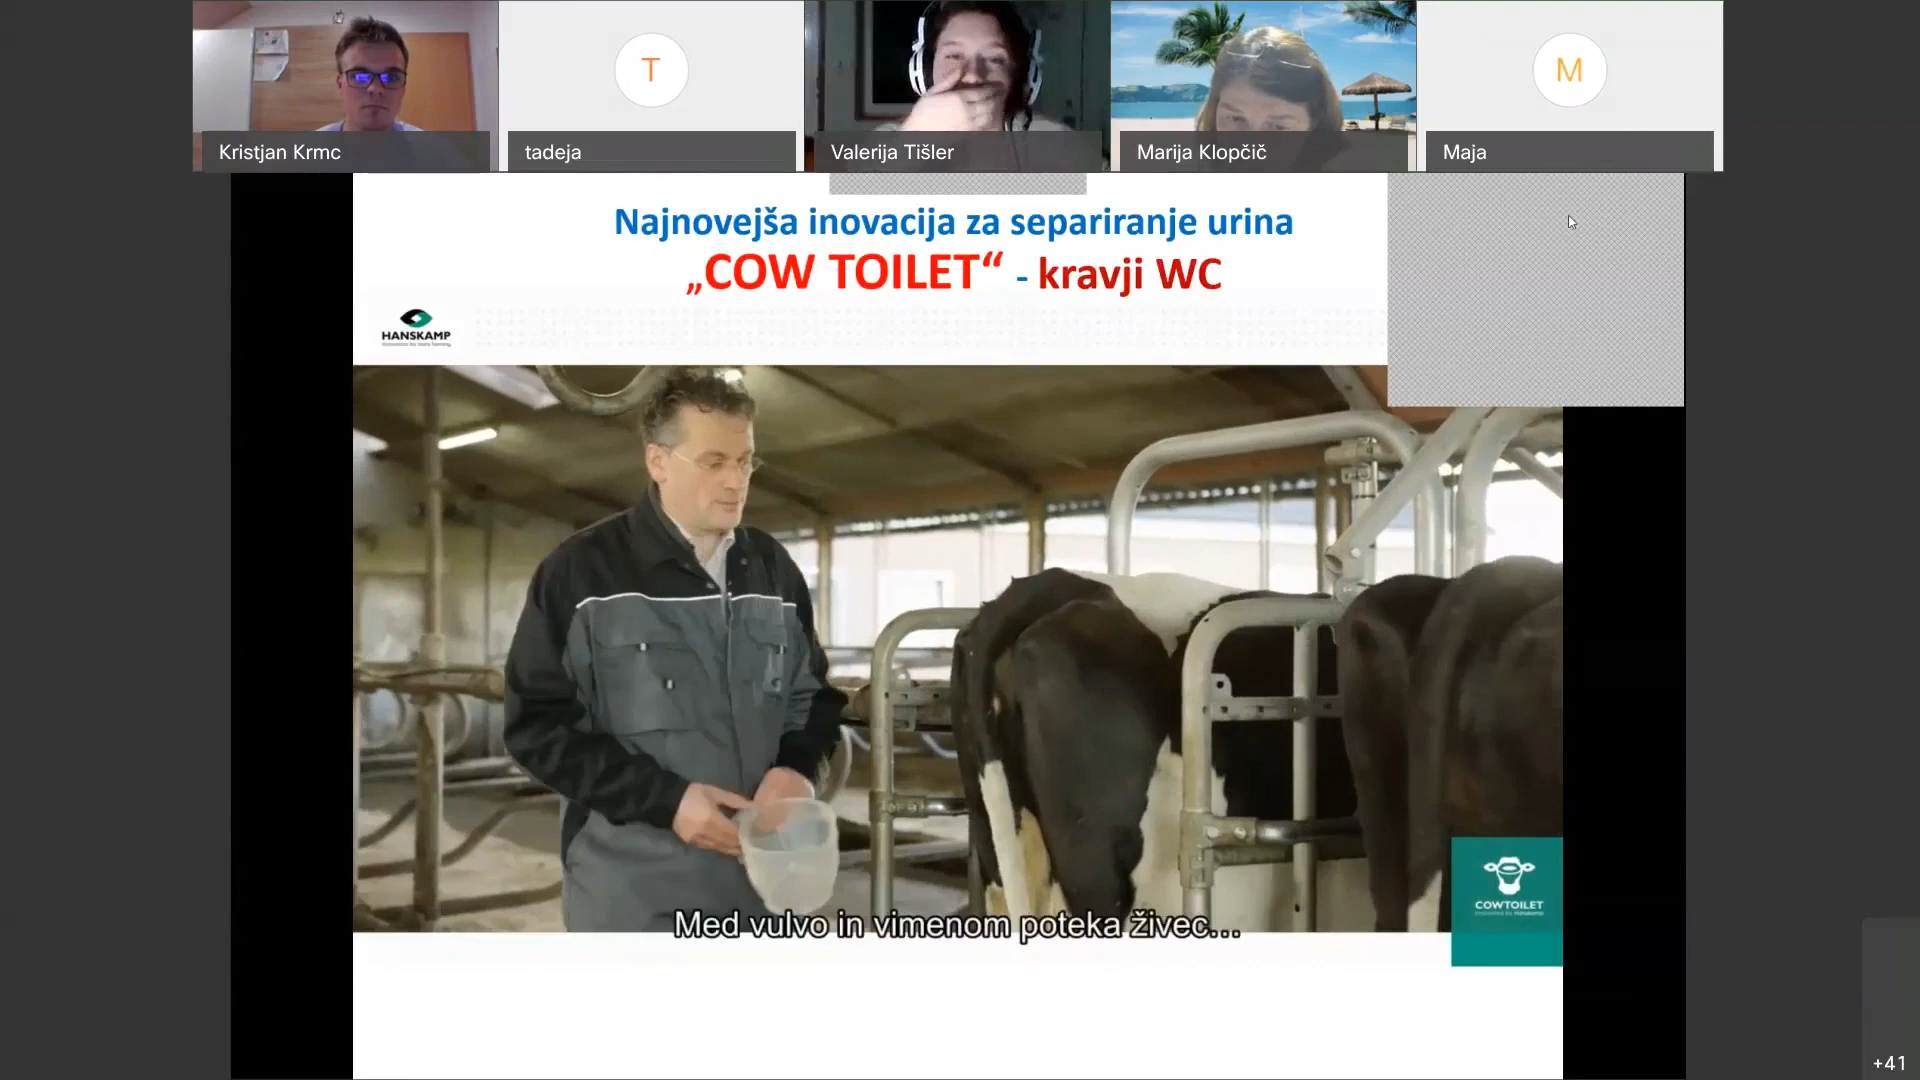 T
M
Kristjan Krmc
tadeja
Valerija Tišler
Marija Klopčič
Maja
Najnovejša inovacija za separiranje urina
„COW TOILET“ - kravji WC
HANSKAMP
COWTOILET
Med vulvo in vimenom poteka živec...
+41